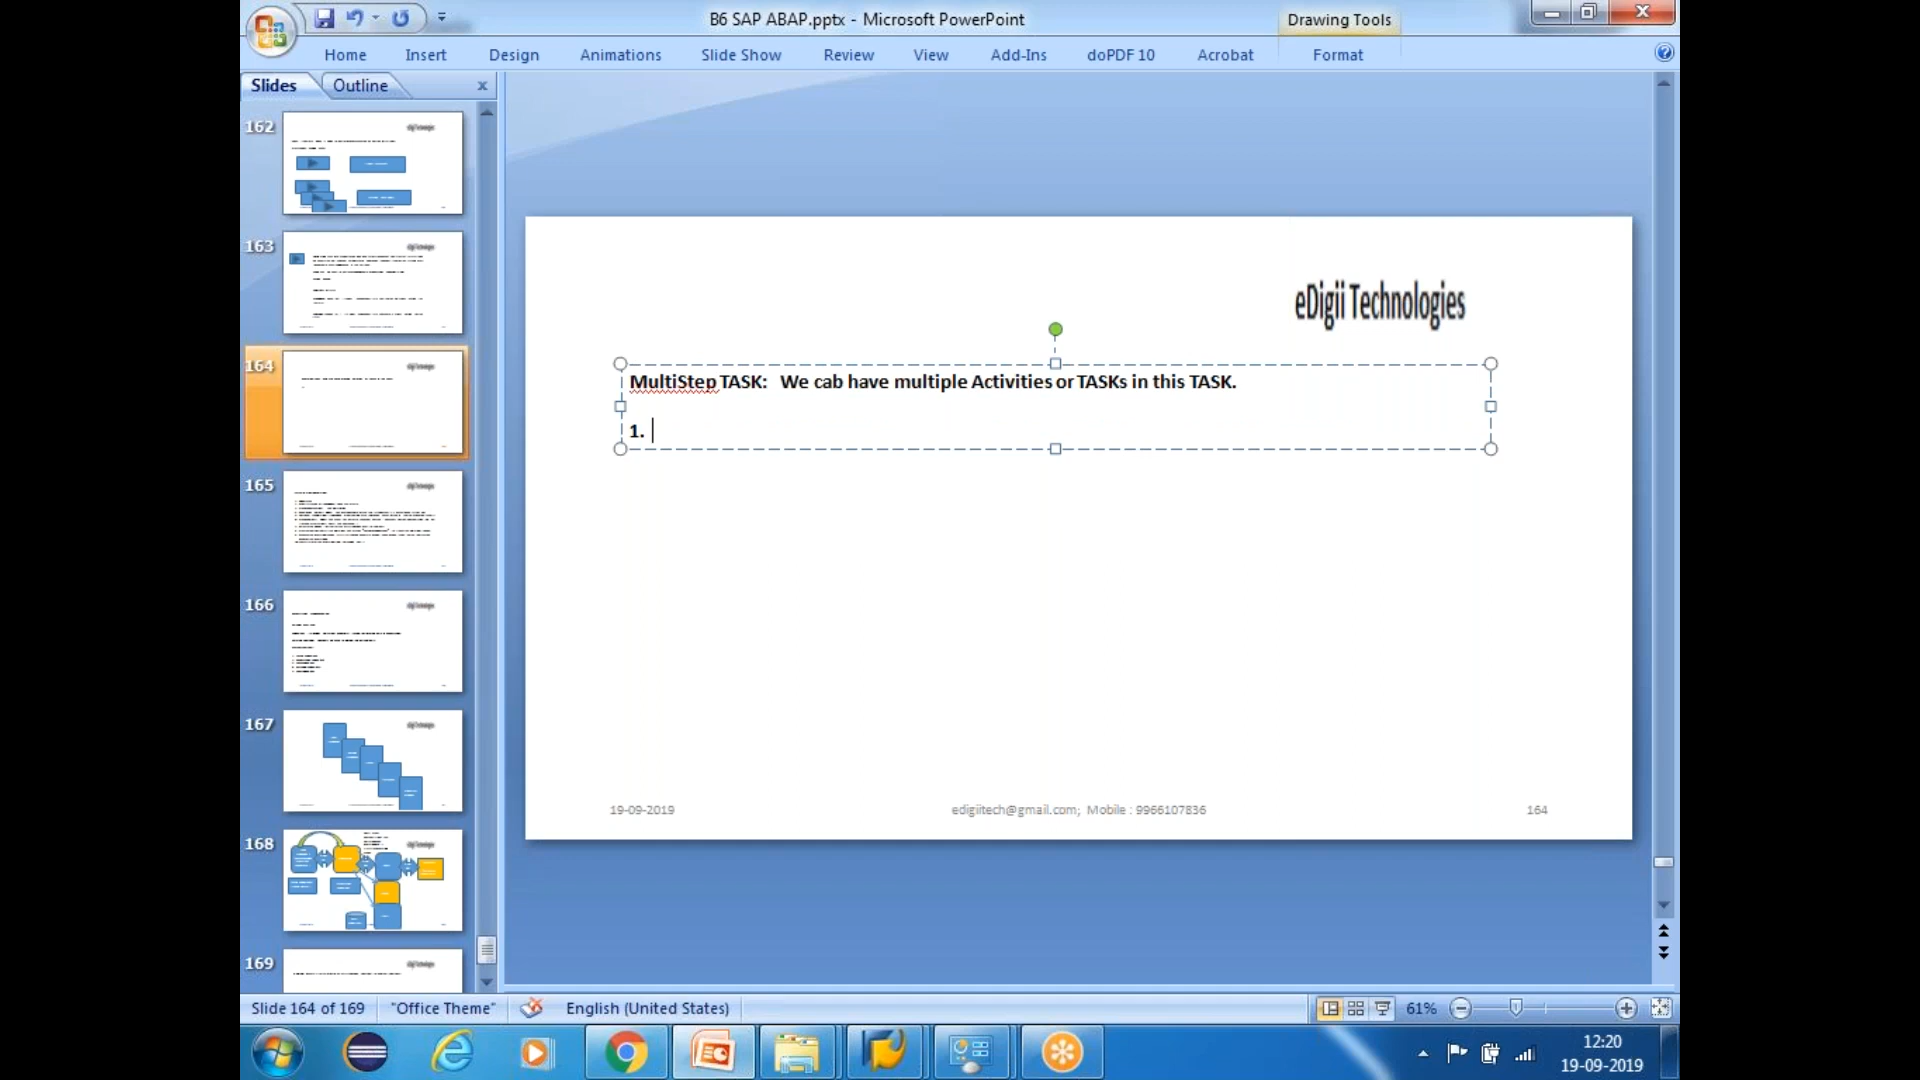 B6 SAP ABAP.pptx - Microsoft PowerPoint
Drawing Tools
Home Insert Design Animations Slide Show Review View Add-Ins doPDF 10 Acrobat Format
Slides Outline x
162
163
164
165
166
167
168
169
eDigii Technologies
MultiStep TASK: We cab have multiple Activities or TASKs in this TASK.
1.
19-09-2019 edigiitech@gmail.com; Mobile : 9966107836 164
Slide 164 of 169 "Office Theme" English (United States) 61%
12:20
19-09-2019